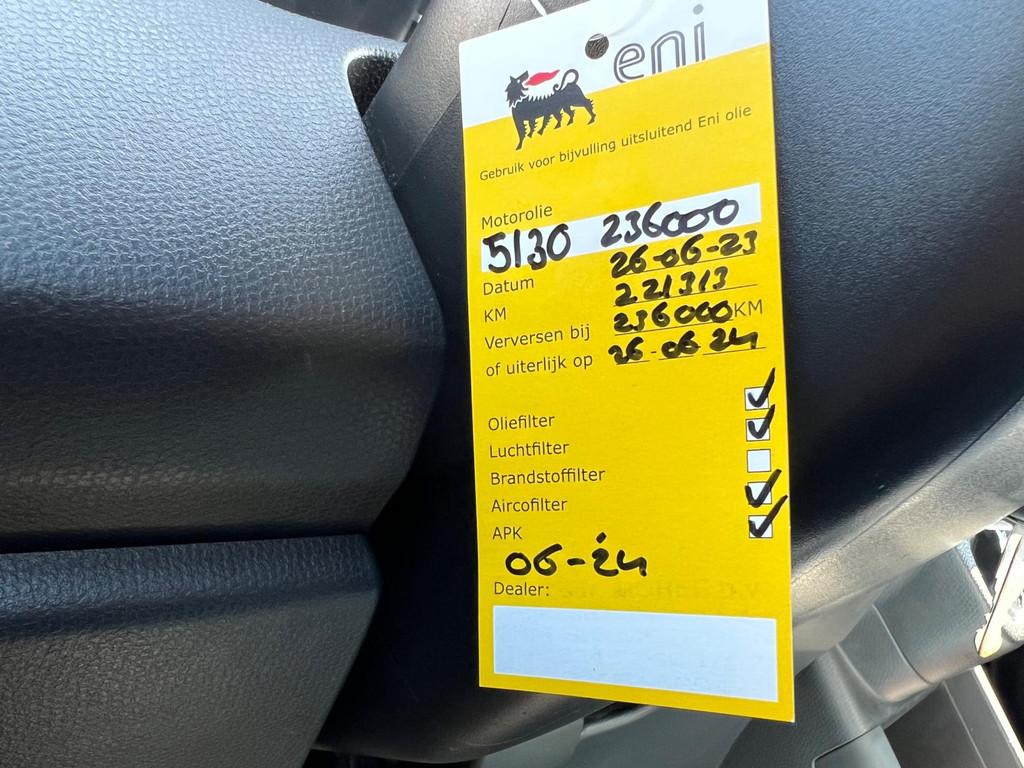 eni
Gebruik voor bijvulling uitsluitend Eni olie
Motorolie
5130 236000
Datum 26-06-23
KM 221313
Verversen bij 236000 KM
of uiterlijk op 26-06-24
Oliefilter
Luchtfilter
Brandstoffilter
Aircofilter
APK
06-24
Dealer: